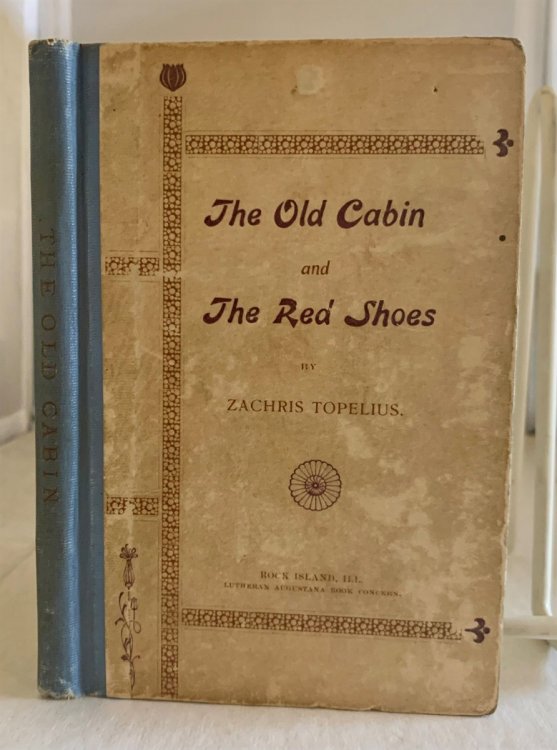 THE OLD CABIN.
The Old Cabin
and
The Red Shoes
BY
ZACHRIS TOPELIUS.
ROCK ISLAND, ILL.
LUTHERAN AUGUSTANA BOOK CONCERN.